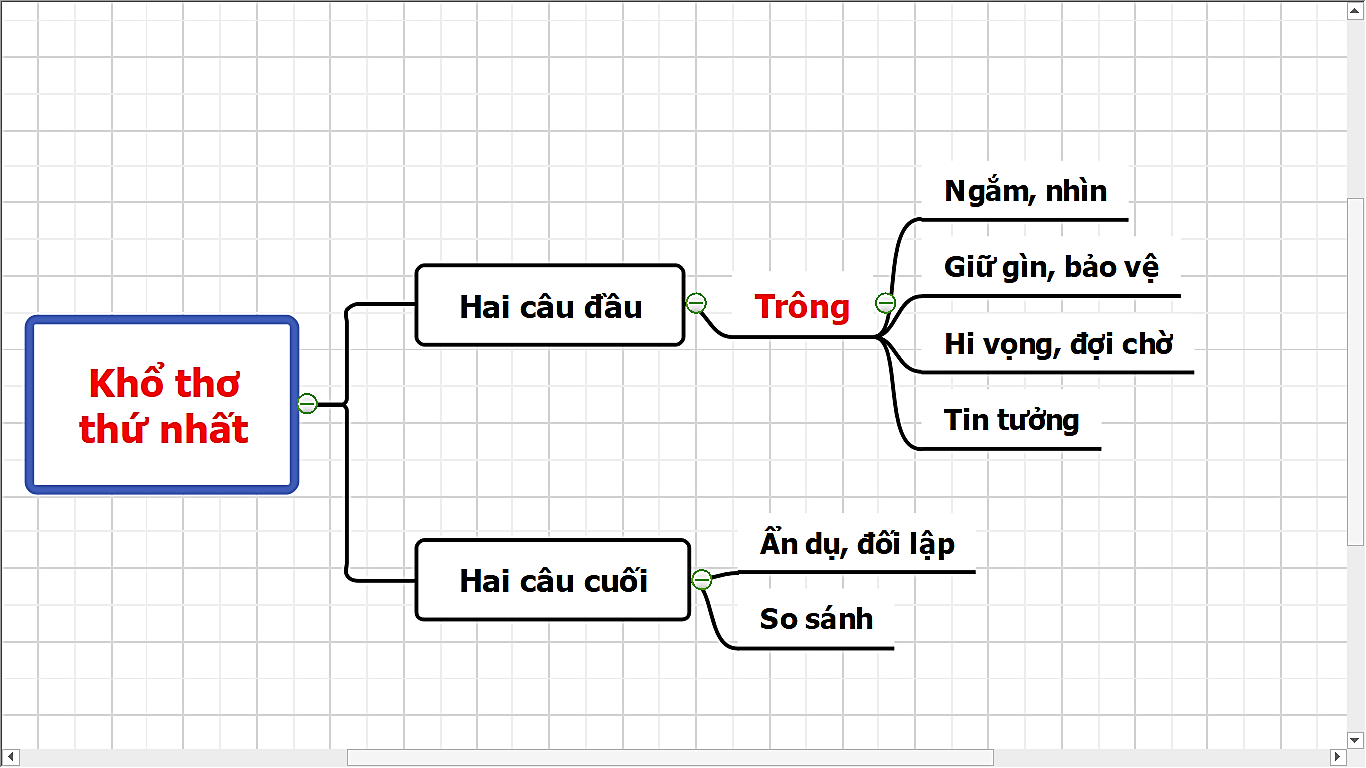 Khổ thơ
thứ nhất
Hai câu đầu
Trông
Ngắm, nhìn
Giữ gìn, bảo vệ
Hi vọng, đợi chờ
Tin tưởng
Hai câu cuối
Ẩn dụ, đối lập
So sánh